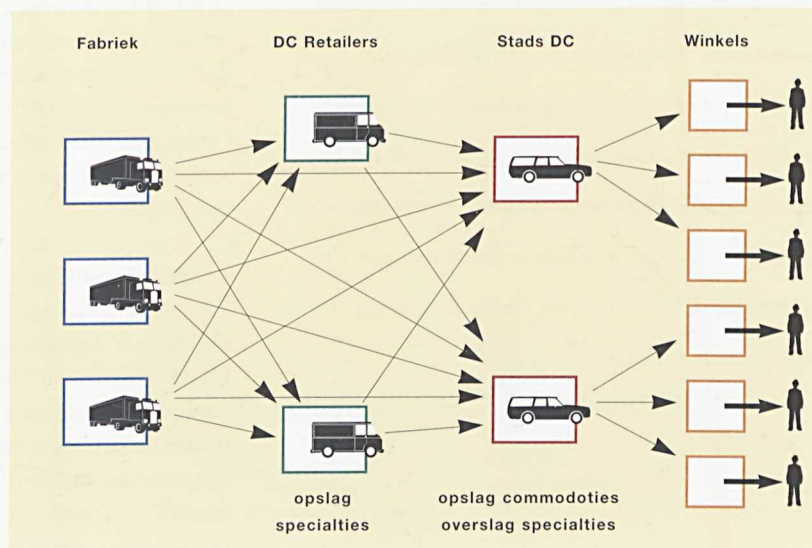 Fabriek
DC Retailers
Stads DC
Winkels
opslag
specialties
opslag commodoties
overslag specialties